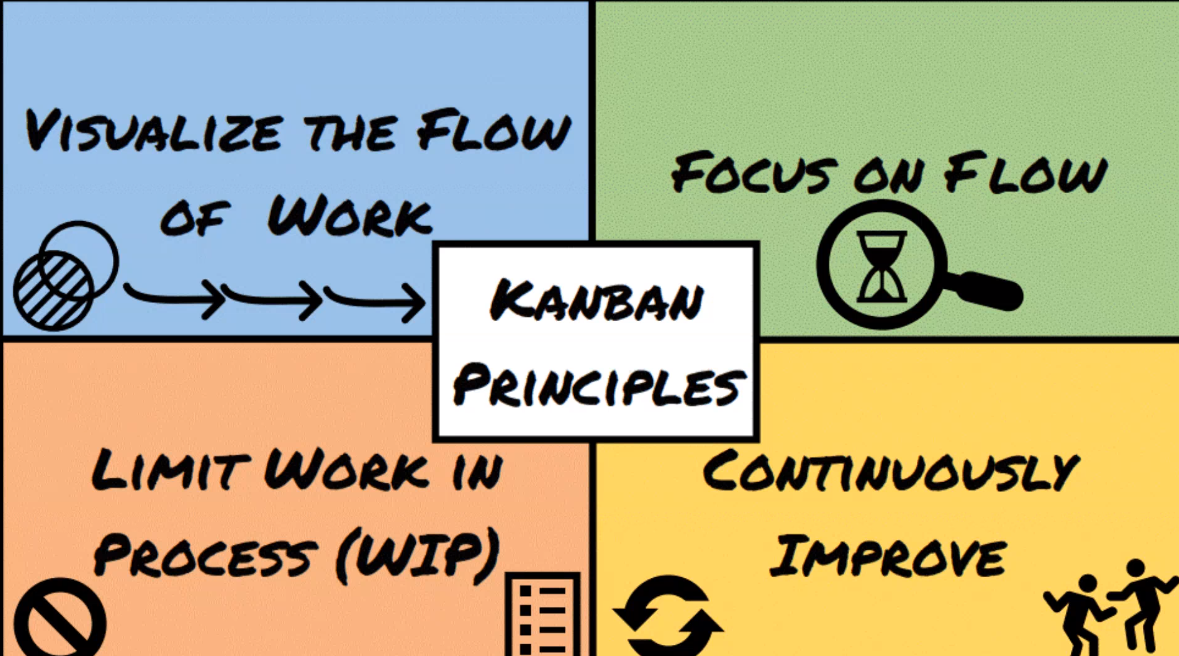 Visualize the Flow
of Work
Focus on Flow
Kanban
Principles
Limit Work in
Process (WIP)
Continuously
Improve